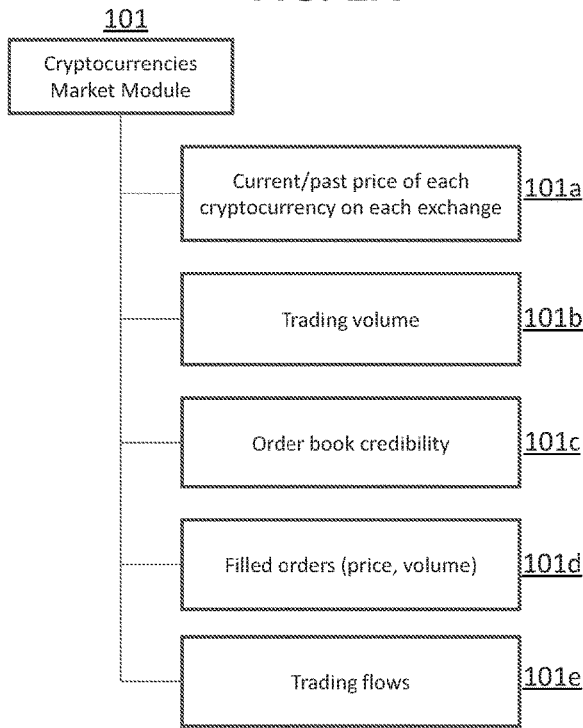 101
Cryptocurrencies
Market Module
Current/past price of each
cryptocurrency on each exchange
101a
Trading volume
101b
Order book credibility
101c
Filled orders (price, volume)
101d
Trading flows
101e